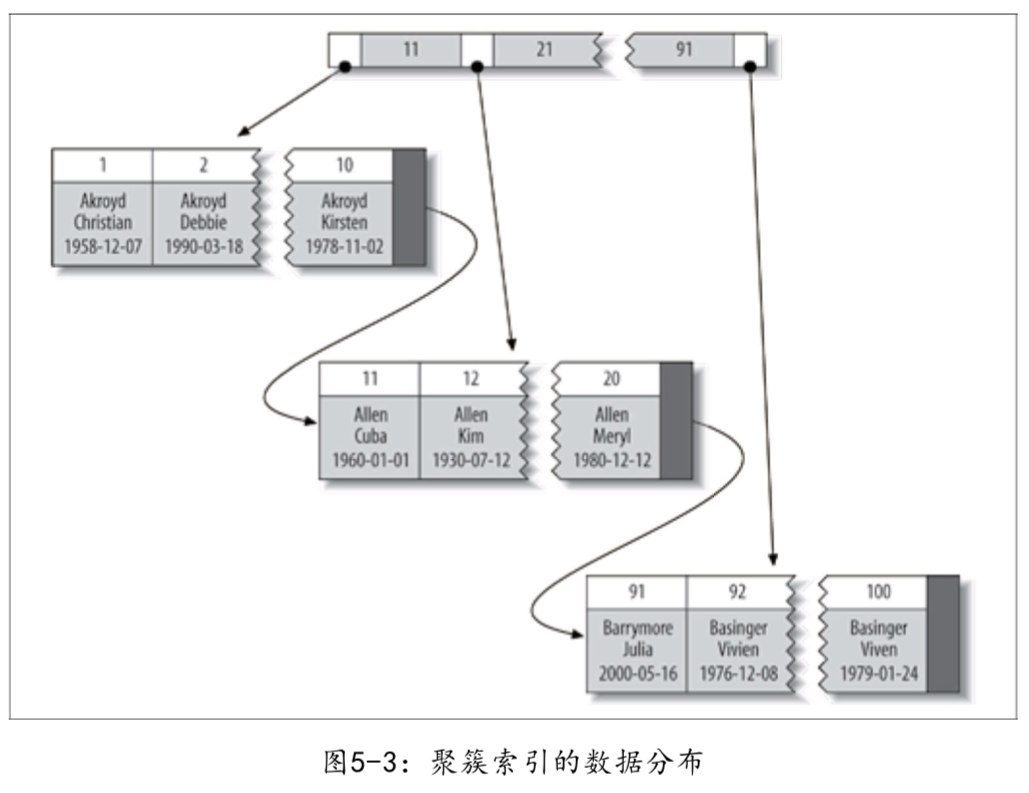 11 21 91
1 2 10
Akroyd Akroyd Akroyd
Christian Debbie Kirsten
1958-12-07 1990-03-18 1978-11-02
11 12 20
Allen Allen Allen
Cuba Kim Meryl
1960-01-01 1930-07-12 1980-12-12
91 92 100
Barrymore Basinger Basinger
Julia Vivien Viven
2000-05-16 1976-12-08 1979-01-24
图5-3：聚簇索引的数据分布